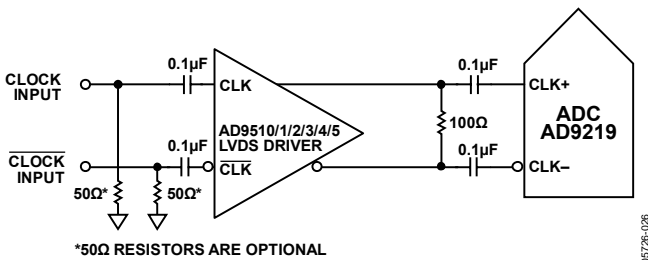 0.1µF
0.1µF
CLOCK
INPUT
CLK
CLK+
AD9510/1/2/3/4/5
LVDS DRIVER
100Ω
ADC
AD9219
0.1µF
0.1µF
CLOCK
INPUT
CLK
CLK–
50Ω*
50Ω*
*50Ω RESISTORS ARE OPTIONAL
05726-026